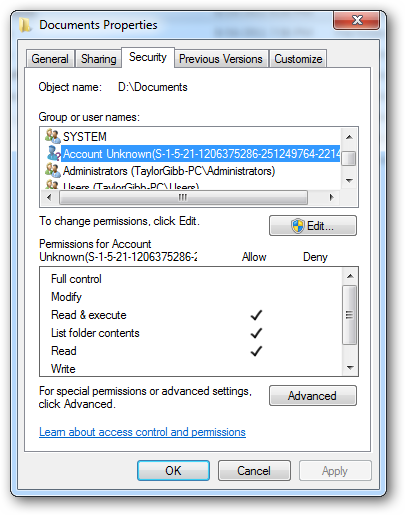 Documents Properties
General Sharing Security Previous Versions Customize
Object name: D:\Documents
Group or user names:
SYSTEM
Account Unknown(S-1-5-21-1206375286-251249764-2214
Administrators (TaylorGibb-PC\Administrators)
Users (TaylorGibb-PC\Users)
To change permissions, click Edit.
Edit...
Permissions for Account
Unknown(S-1-5-21-1206375286-2 Allow Deny
Full control
Modify
Read & execute
List folder contents
Read
Write
For special permissions or advanced settings,
click Advanced.
Advanced
Learn about access control and permissions
OK Cancel Apply